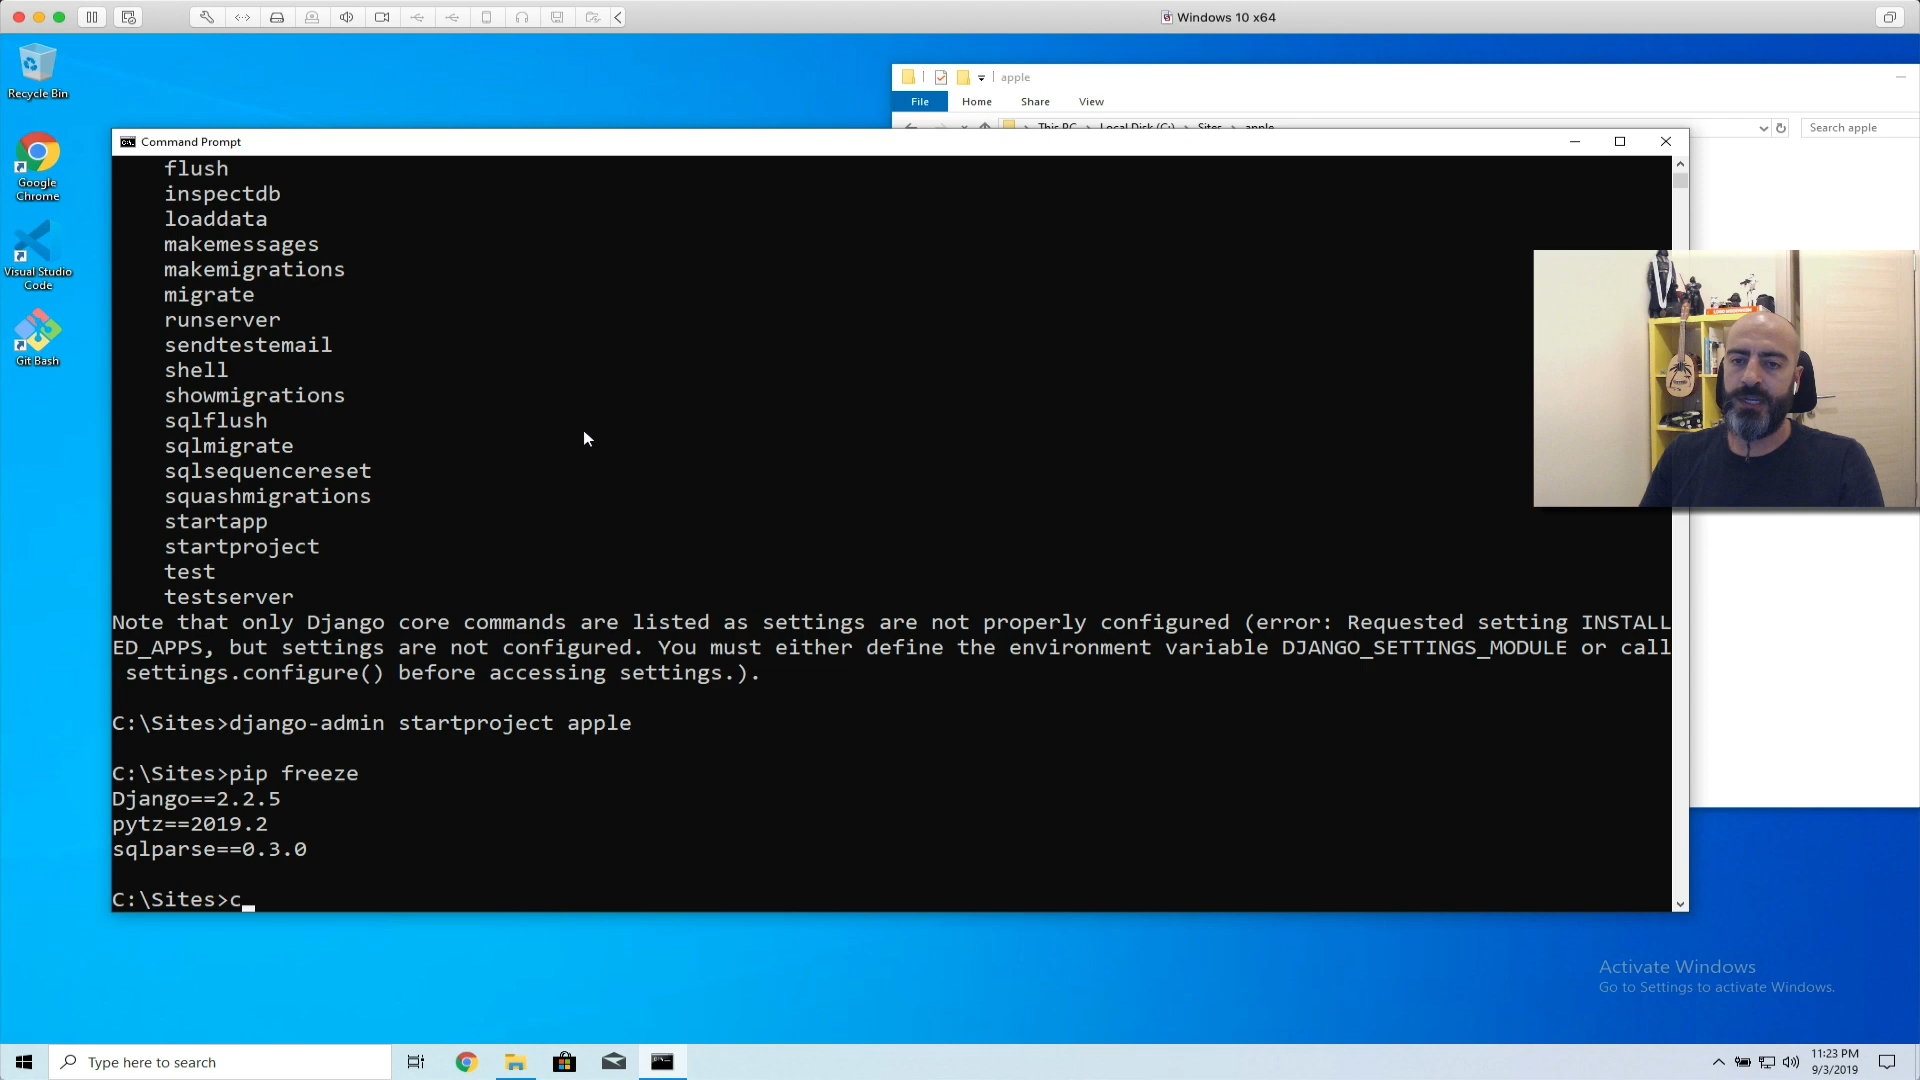 Windows 10 x64
Recycle Bin
Google
Chrome
Visual Studio
Code
Git Bash
apple
File
Home
Share
View
This PC
Local Disk (C:)
Sites
apple
Search apple
Command Prompt
flush
inspectdb
loaddata
makemessages
makemigrations
migrate
runserver
sendtestemail
shell
showmigrations
sqlflush
sqlmigrate
sqlsequencereset
squashmigrations
startapp
startproject
test
testserver
Note that only Django core commands are listed as settings are not properly configured (error: Requested setting INSTALL
ED_APPS, but settings are not configured. You must either define the environment variable DJANGO_SETTINGS_MODULE or call
settings.configure() before accessing settings.).
C:\Sites>django-admin startproject apple
C:\Sites>pip freeze
Django==2.2.5
pytz==2019.2
sqlparse==0.3.0
C:\Sites>c
Activate Windows
Go to Settings to activate Windows.
Type here to search
11:23 PM
9/3/2019